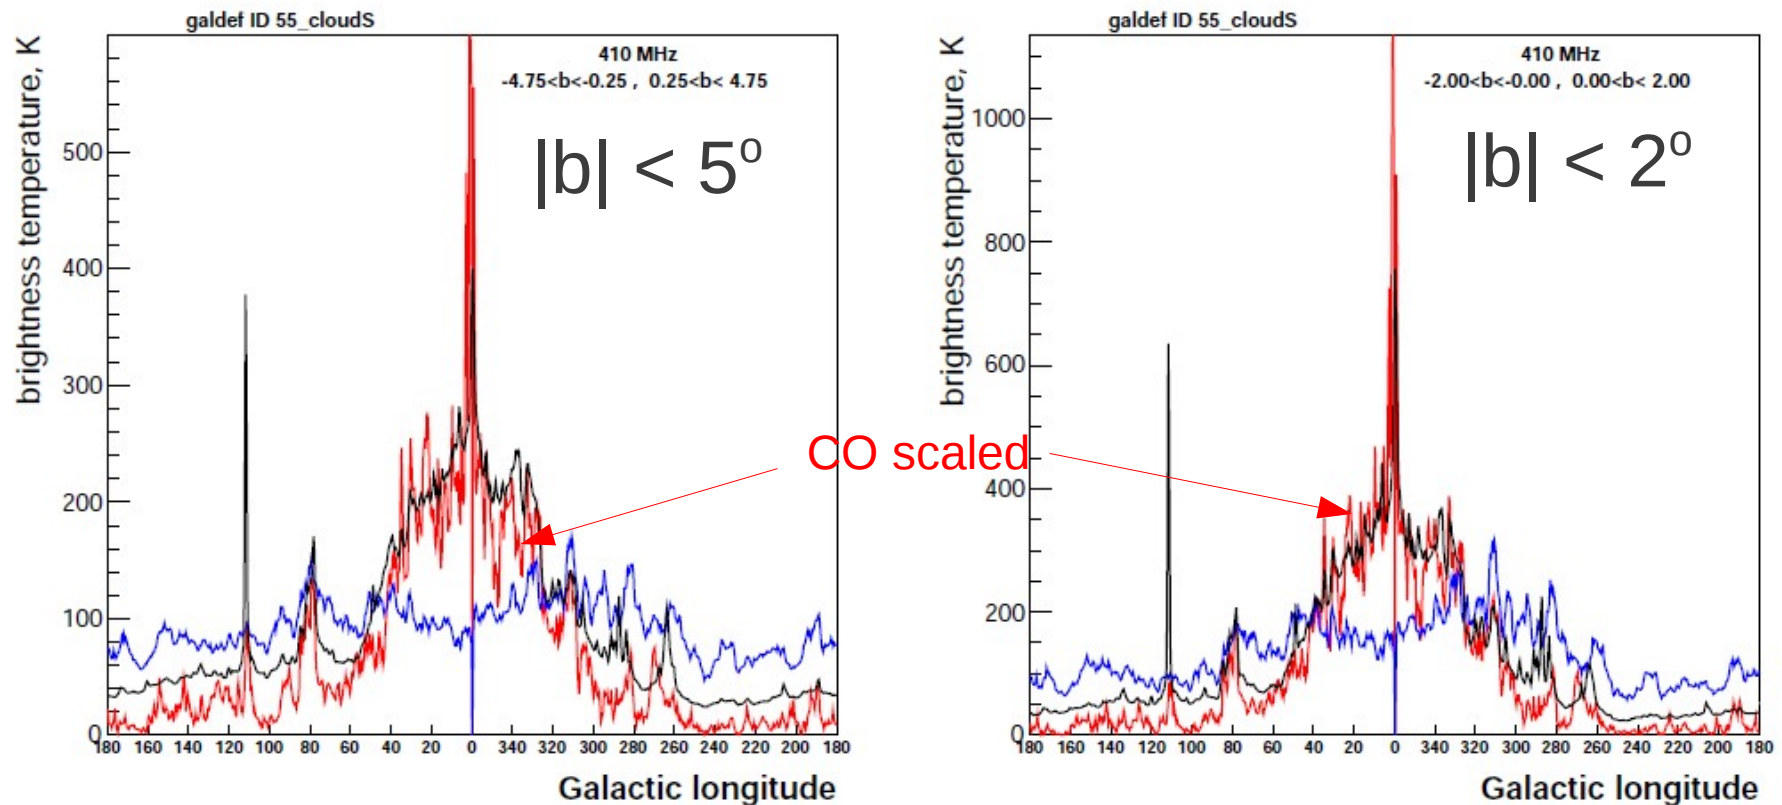 galdef ID 55_cloudS
410 MHz
-4.75<b<-0.25 , 0.25<b< 4.75
|b| < 5º
brightness temperature, K
500
400
300
200
100
0
180 160 140 120 100 80 60 40 20 0 340 320 300 280 260 240 220 200 180
Galactic longitude
CO scaled
galdef ID 55_cloudS
410 MHz
-2.00<b<-0.00 , 0.00<b< 2.00
|b| < 2º
brightness temperature, K
1000
800
600
400
200
0
180 160 140 120 100 80 60 40 20 0 340 320 300 280 260 240 220 200 180
Galactic longitude